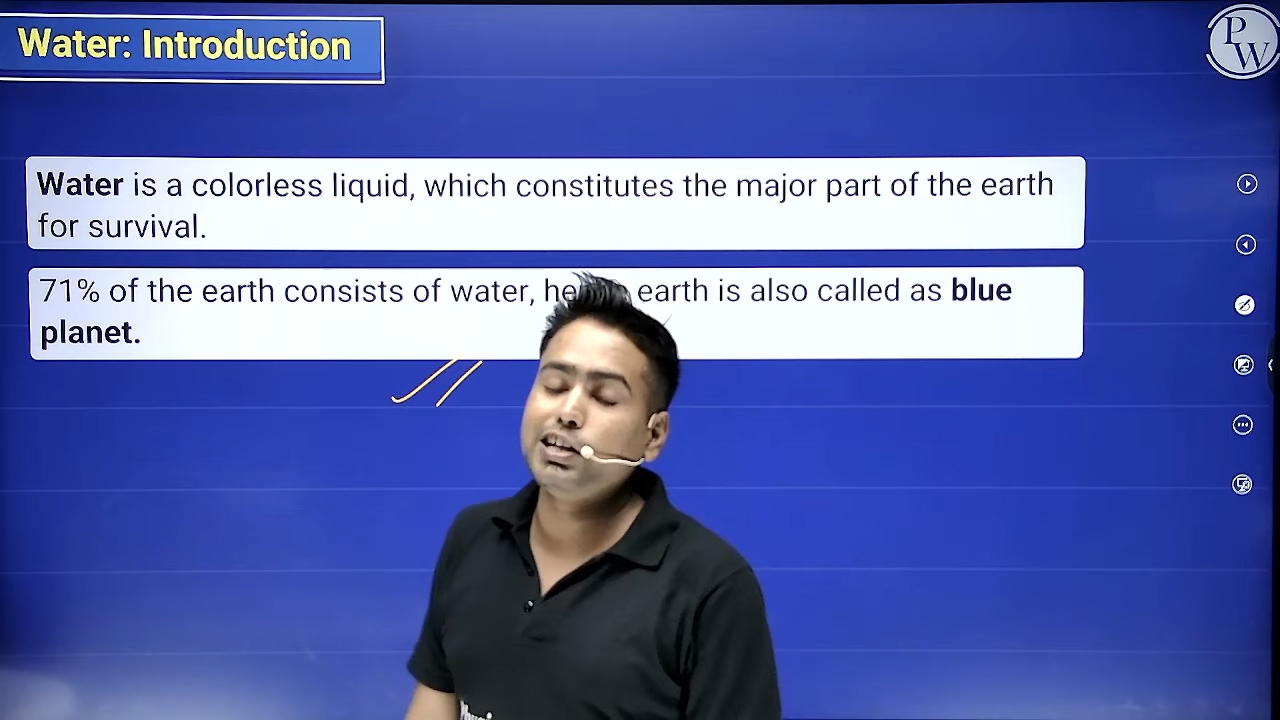 Water: Introduction
PW
Water is a colorless liquid, which constitutes the major part of the earth
for survival.
71% of the earth consists of water, earth is also called as blue
planet.